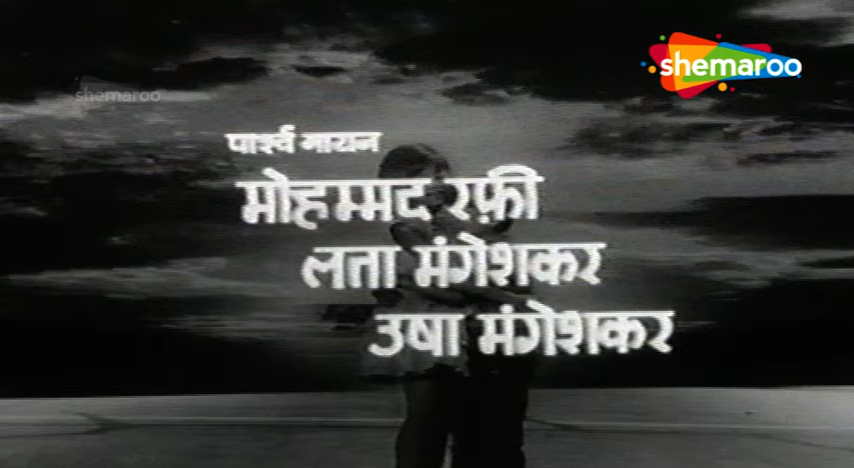 shemaroo
shemaroo
पार्श्व गायन
मोहम्मद रफ़ी
लता मंगेशकर
उषा मंगेशकर